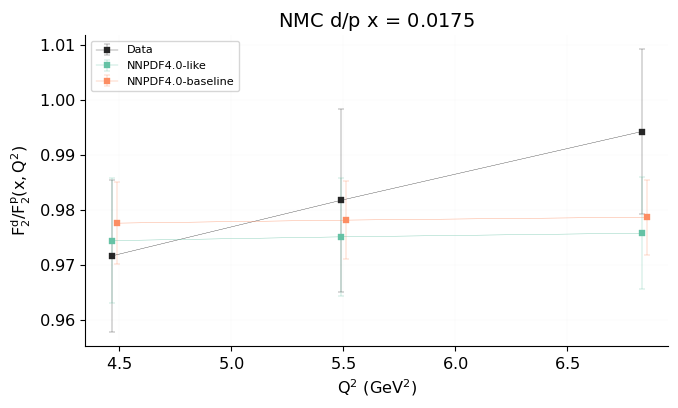 NMC d/p x = 0.0175
1.01
1.00
0.99
0.98
0.97
0.96
F₂ᵈ/F₂ᵖ(x,Q²)
Data
NNPDF4.0-like
NNPDF4.0-baseline
4.5 5.0 5.5 6.0 6.5
Q² (GeV²)